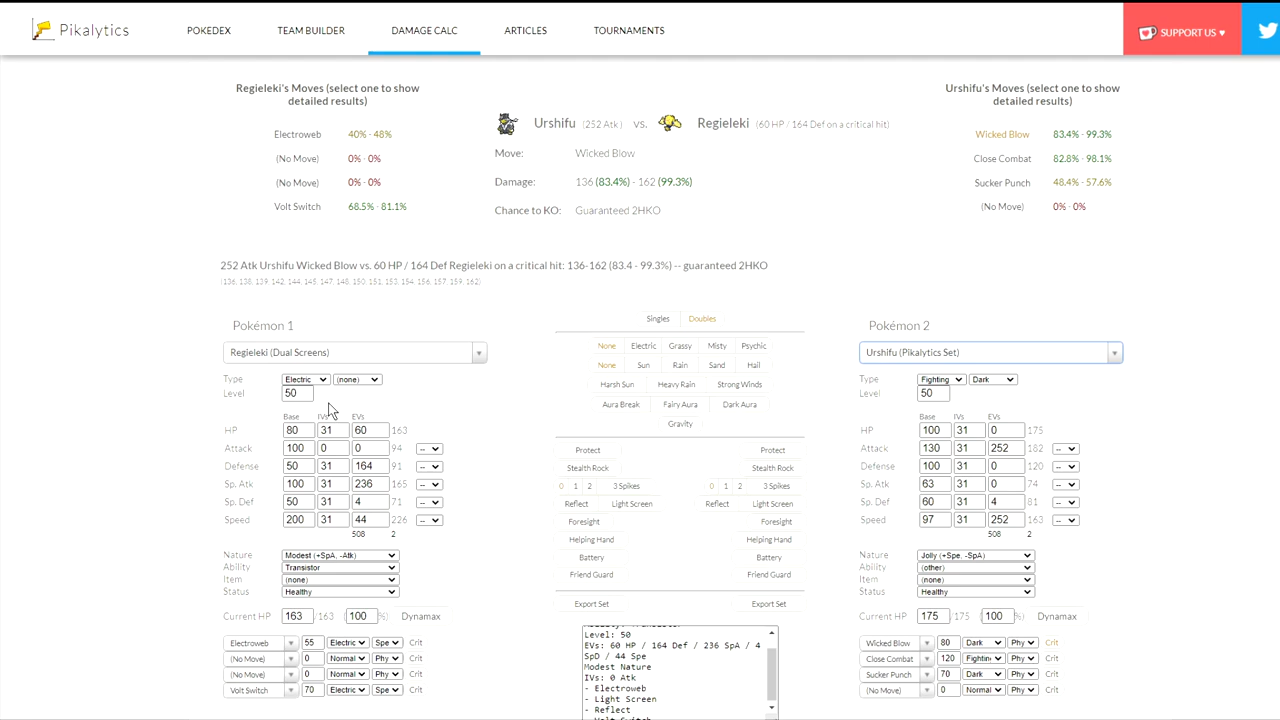 Pikalytics
POKEDEX
TEAM BUILDER
DAMAGE CALC
ARTICLES
TOURNAMENTS
SUPPORT US ♥
Regieleki's Moves (select one to show
detailed results)
Electroweb 40% - 48%
(No Move) 0% - 0%
(No Move) 0% - 0%
Volt Switch 68.5% - 81.1%
Urshifu (252 Atk ) vs. Regieleki (60 HP / 164 Def on a critical hit)
Move: Wicked Blow
Damage: 136 (83.4%) - 162 (99.3%)
Chance to KO: Guaranteed 2HKO
Urshifu's Moves (select one to show
detailed results)
Wicked Blow 83.4% - 99.3%
Close Combat 82.8% - 98.1%
Sucker Punch 48.4% - 57.6%
(No Move) 0% - 0%
252 Atk Urshifu Wicked Blow vs. 60 HP / 164 Def Regieleki on a critical hit: 136-162 (83.4 - 99.3%) -- guaranteed 2HKO
(136, 138, 139, 142, 144, 145, 147, 148, 150, 151, 153, 154, 156, 157, 159, 162)
Pokémon 1
Regieleki (Dual Screens)
Type Electric (none)
Level 50
Base IVs EVs
HP 80 31 60 163
Attack 100 0 0 94 --
Defense 50 31 164 91 --
Sp. Atk 100 31 236 165 --
Sp. Def 50 31 4 71 --
Speed 200 31 44 226 --
508 2
Nature Modest (+SpA, -Atk)
Ability Transistor
Item (none)
Status Healthy
Current HP 163 /163 ( 100 %) Dynamax
Electroweb 55 Electric Spe Crit
(No Move) 0 Normal Phy Crit
(No Move) 0 Normal Phy Crit
Volt Switch 70 Electric Spe Crit
Singles Doubles
None Electric Grassy Misty Psychic
None Sun Rain Sand Hail
Harsh Sun Heavy Rain Strong Winds
Aura Break Fairy Aura Dark Aura
Gravity
Protect Protect
Stealth Rock Stealth Rock
0 1 2 3 Spikes 0 1 2 3 Spikes
Reflect Light Screen Reflect Light Screen
Foresight Foresight
Helping Hand Helping Hand
Battery Battery
Friend Guard Friend Guard
Export Set Export Set
Level: 50
EVs: 60 HP / 164 Def / 236 SpA / 4
SpD / 44 Spe
Modest Nature
IVs: 0 Atk
- Electroweb
- Light Screen
- Reflect
- Volt Switch
Pokémon 2
Urshifu (Pikalytics Set)
Type Fighting Dark
Level 50
Base IVs EVs
HP 100 31 0 175
Attack 130 31 252 182 --
Defense 100 31 0 120 --
Sp. Atk 63 31 0 74 --
Sp. Def 60 31 4 81 --
Speed 97 31 252 163 --
508 2
Nature Jolly (+Spe, -SpA)
Ability (other)
Item (none)
Status Healthy
Current HP 175 /175 ( 100 %) Dynamax
Wicked Blow 80 Dark Phy Crit
Close Combat 120 Fightin Phy Crit
Sucker Punch 70 Dark Phy Crit
(No Move) 0 Normal Phy Crit